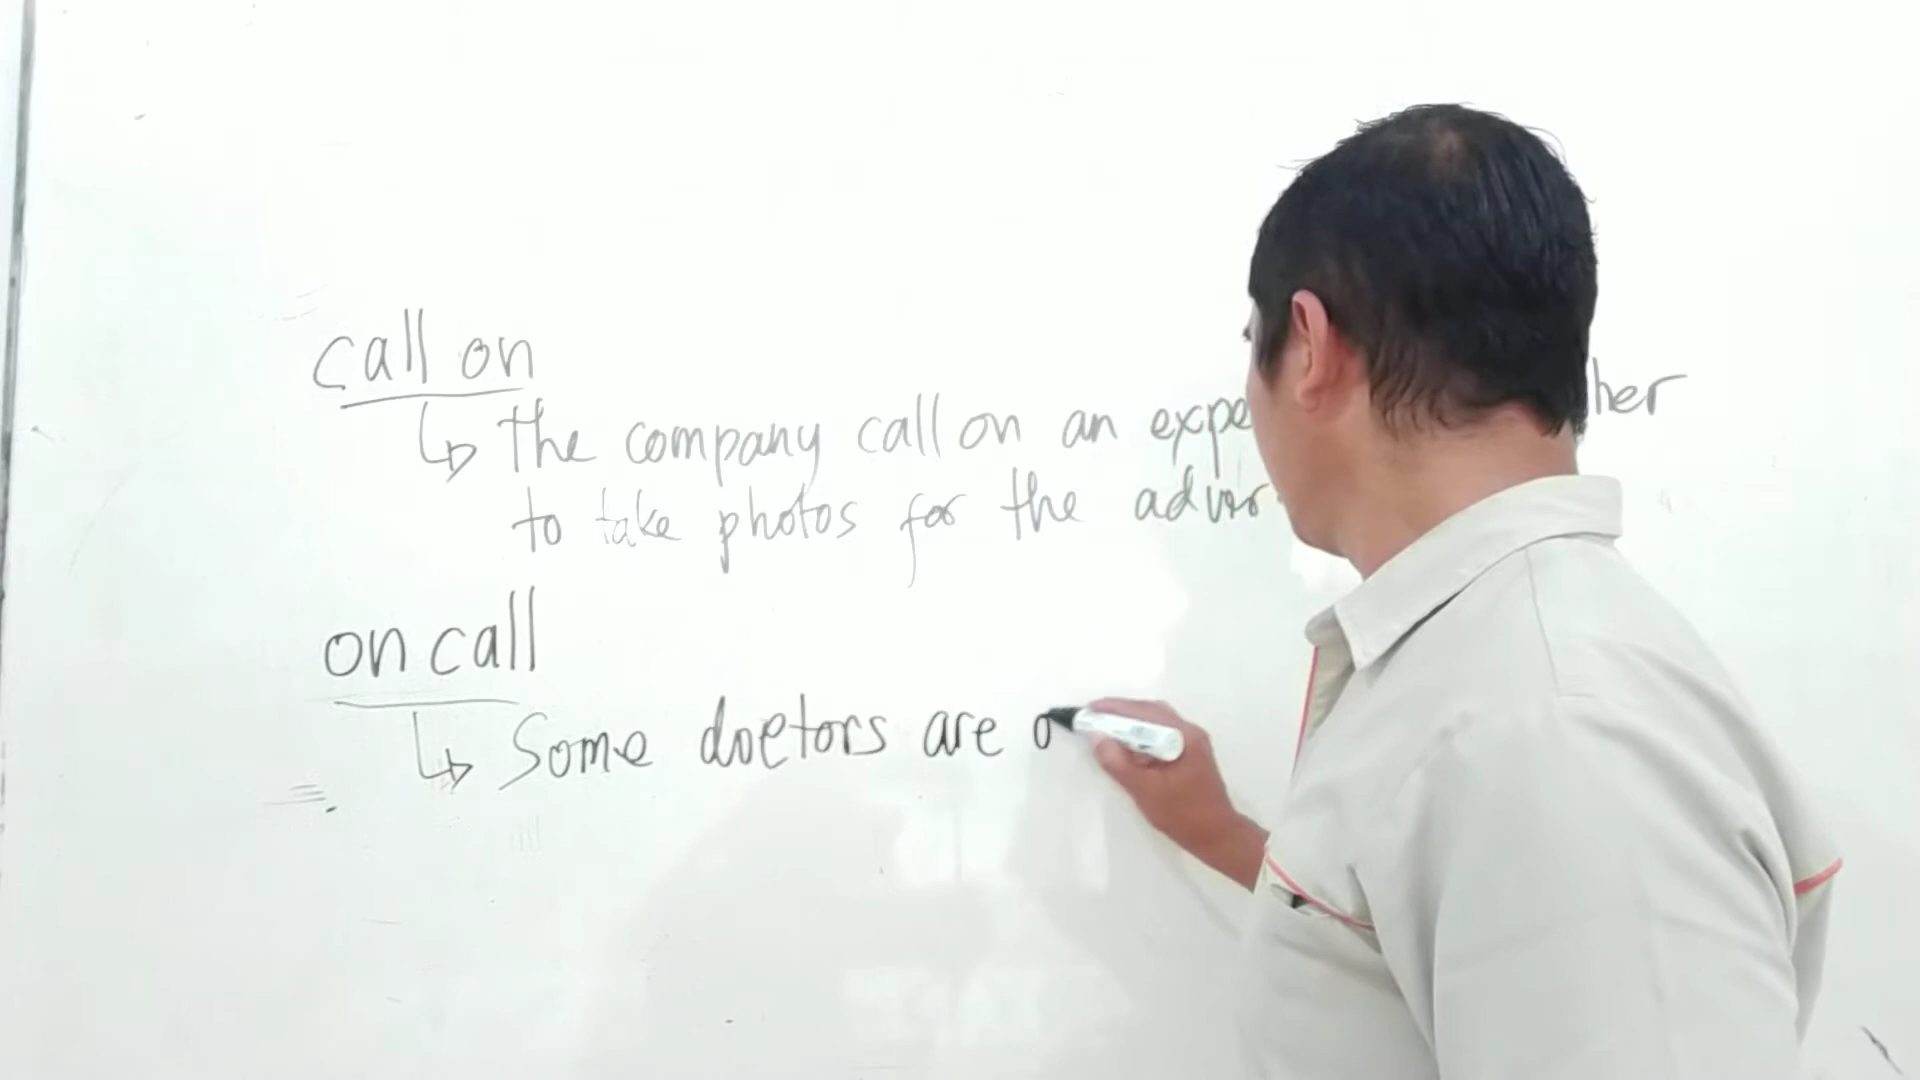 call on
↳ the company call on an expe her
to take photos for the adver
on call
↳ Some doctors are o